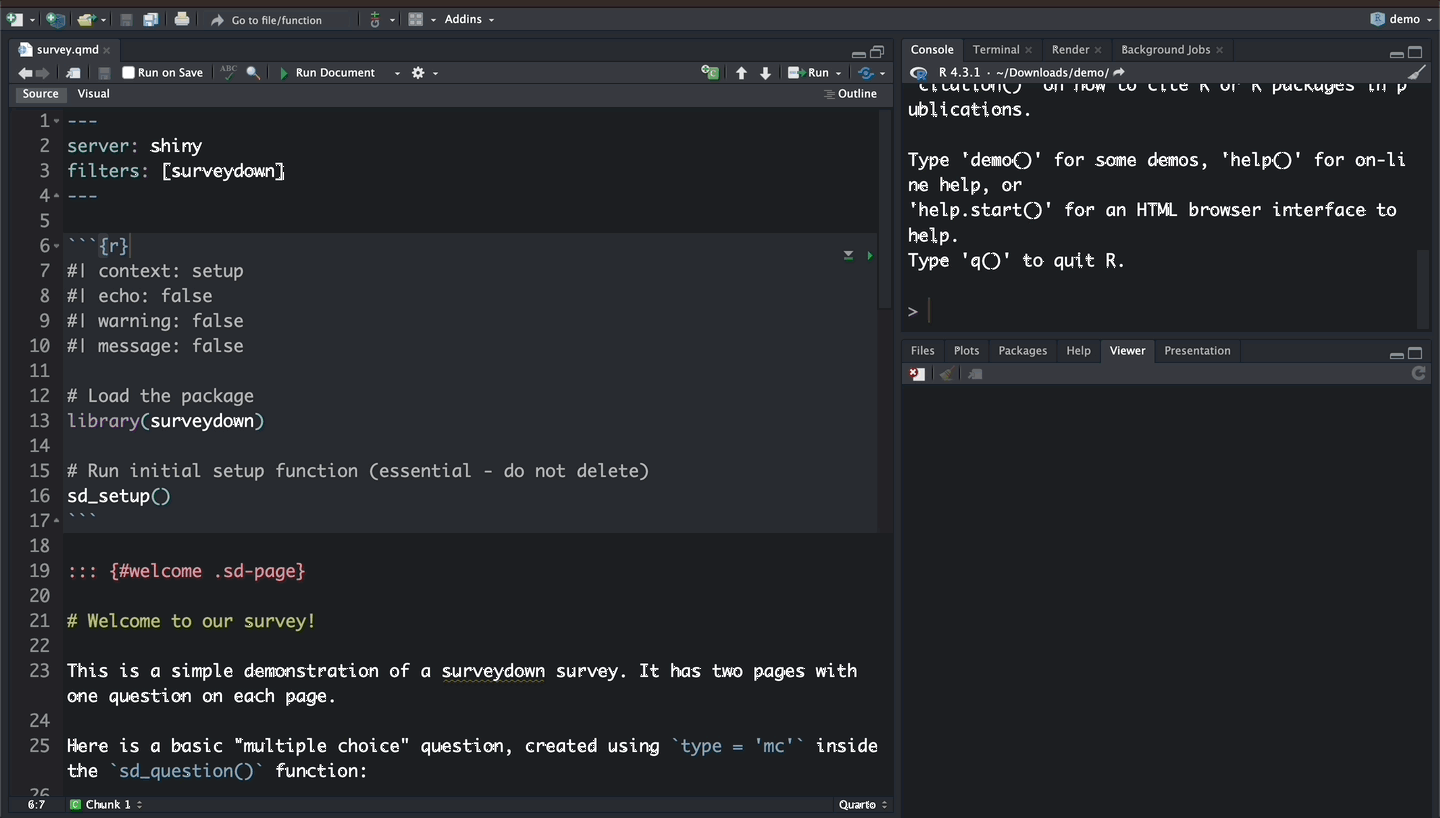 Go to file/function
Addins
demo
survey.qmd
Run on Save
ABC
Run Document
Run
Source Visual
Outline
1 ---
2 server: shiny
3 filters: [surveydown]
4 ---
5
6 ```{r}
7 #| context: setup
8 #| echo: false
9 #| warning: false
10 #| message: false
11
12 # Load the package
13 library(surveydown)
14
15 # Run initial setup function (essential - do not delete)
16 sd_setup()
17 ```
18
19 ::: {#welcome .sd-page}
20
21 # Welcome to our survey!
22
23 This is a simple demonstration of a surveydown survey. It has two pages with
one question on each page.
24
25 Here is a basic "multiple choice" question, created using `type = 'mc'` inside
the `sd_question()` function:
26
6:7 Chunk 1 Quarto
Console Terminal Render Background Jobs
R 4.3.1 · ~/Downloads/demo/
'citation()' on how to cite R or R packages in p
ublications.
Type 'demo()' for some demos, 'help()' for on-li
ne help, or
'help.start()' for an HTML browser interface to
help.
Type 'q()' to quit R.
>
Files Plots Packages Help Viewer Presentation